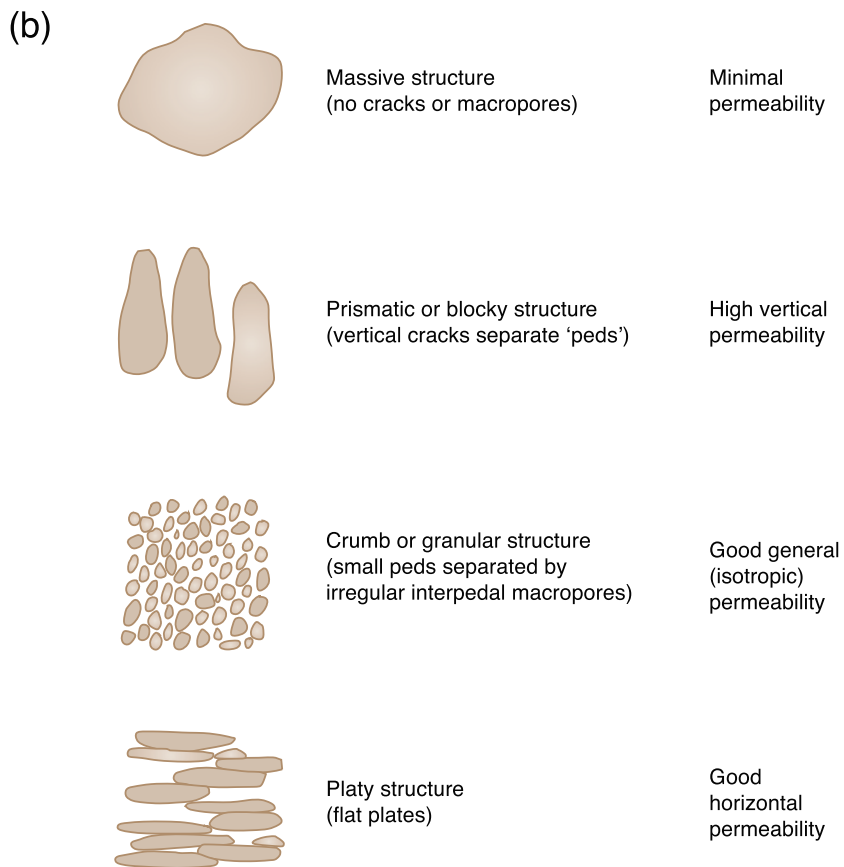 (b)
Massive structure
(no cracks or macropores)
Minimal
permeability
Prismatic or blocky structure
(vertical cracks separate ‘peds’)
High vertical
permeability
Crumb or granular structure
(small peds separated by
irregular interpedal macropores)
Good general
(isotropic)
permeability
Platy structure
(flat plates)
Good
horizontal
permeability